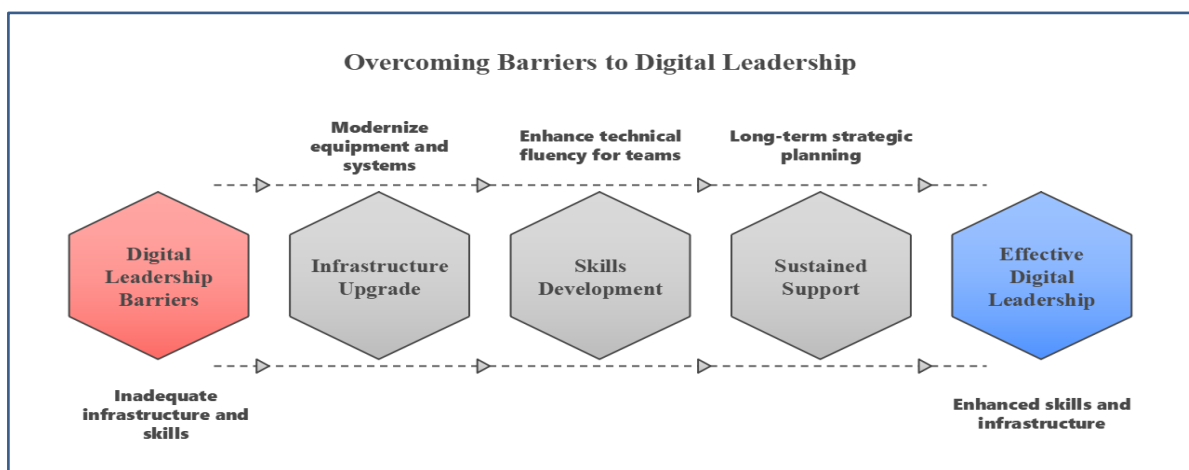 Overcoming Barriers to Digital Leadership
Modernize
equipment and
systems
Enhance technical
fluency for teams
Long-term strategic
planning
Digital
Leadership
Barriers
Infrastructure
Upgrade
Skills
Development
Sustained
Support
Effective
Digital
Leadership
Inadequate
infrastructure and
skills
Enhanced skills and
infrastructure